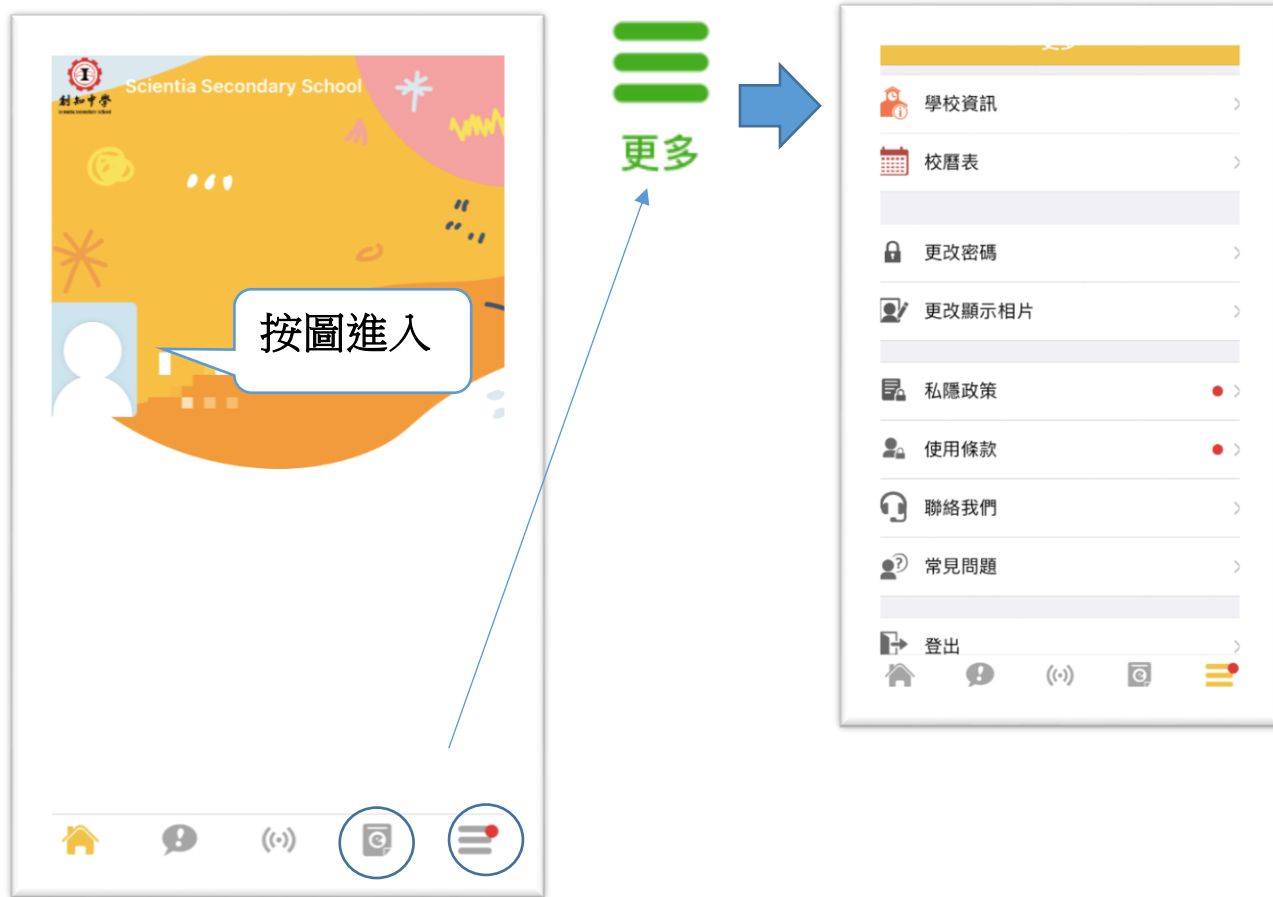 Scientia Secondary School
創知中學
按圖進入
更多
學校資訊
校曆表
更改密碼
更改顯示相片
私隱政策
使用條款
聯絡我們
常見問題
登出